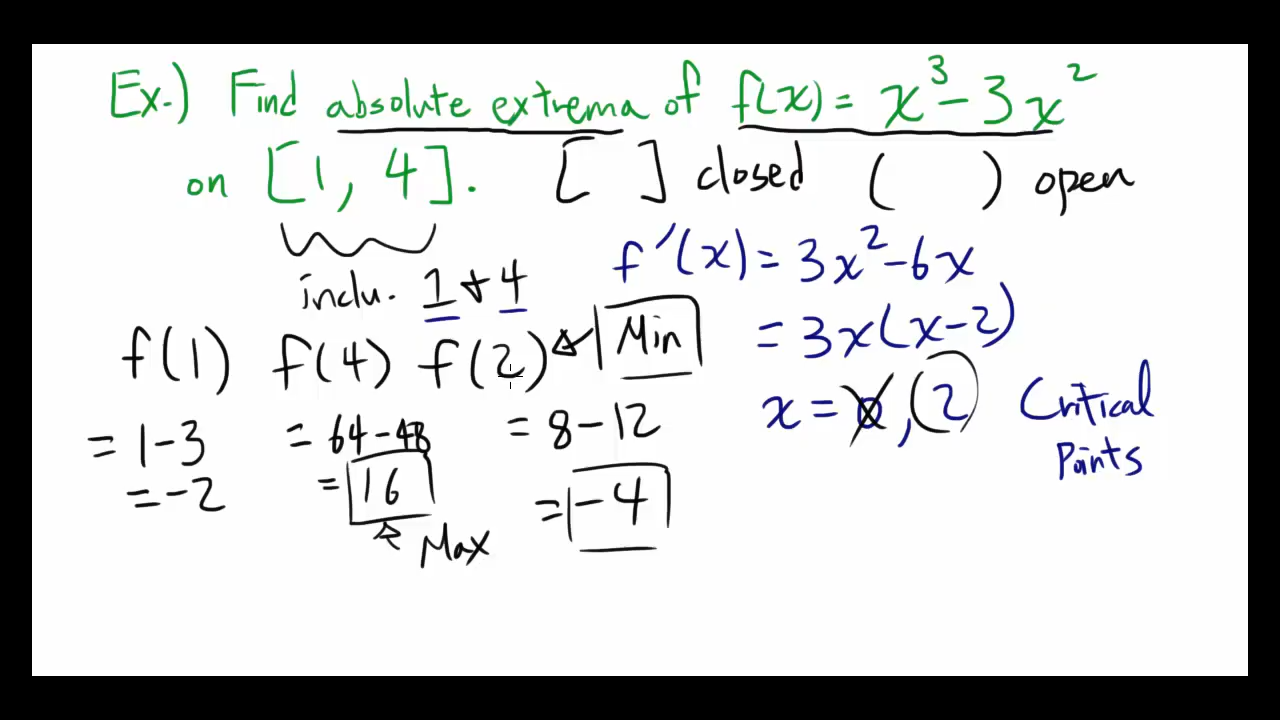 Ex.) Find absolute extrema of f(x) = x³ - 3x²
on [1, 4]. [ ] closed ( ) open
inclu. 1 & 4
f'(x) = 3x² - 6x
= 3x(x - 2)
x = 0, 2 Critical Points
f(1) f(4) f(2) Min
= 1 - 3 = 64 - 48 = 8 - 12
= -2 = 16 = -4
Max